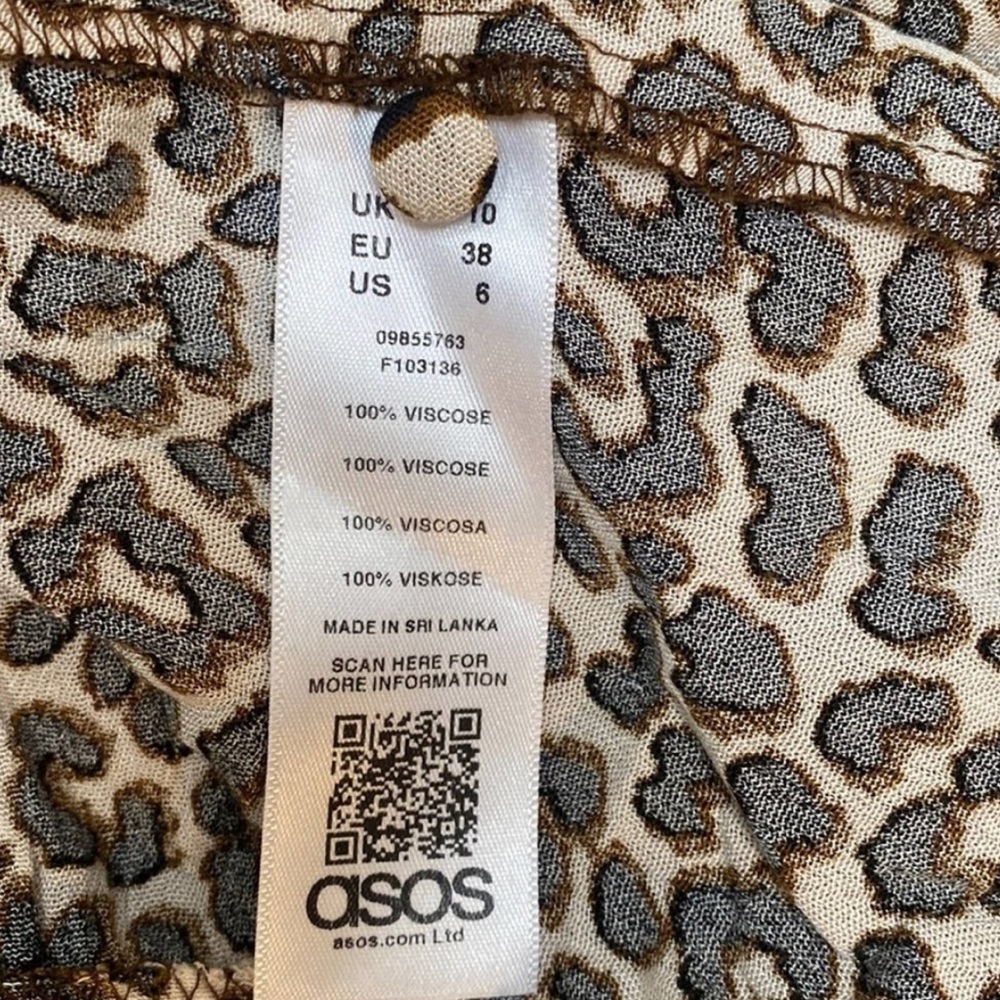 UK 10
EU 38
US 6
09855763
F103136
100% VISCOSE
100% VISCOSE
100% VISCOSA
100% VISKOSE
MADE IN SRI LANKA
SCAN HERE FOR
MORE INFORMATION
asos
asos.com Ltd